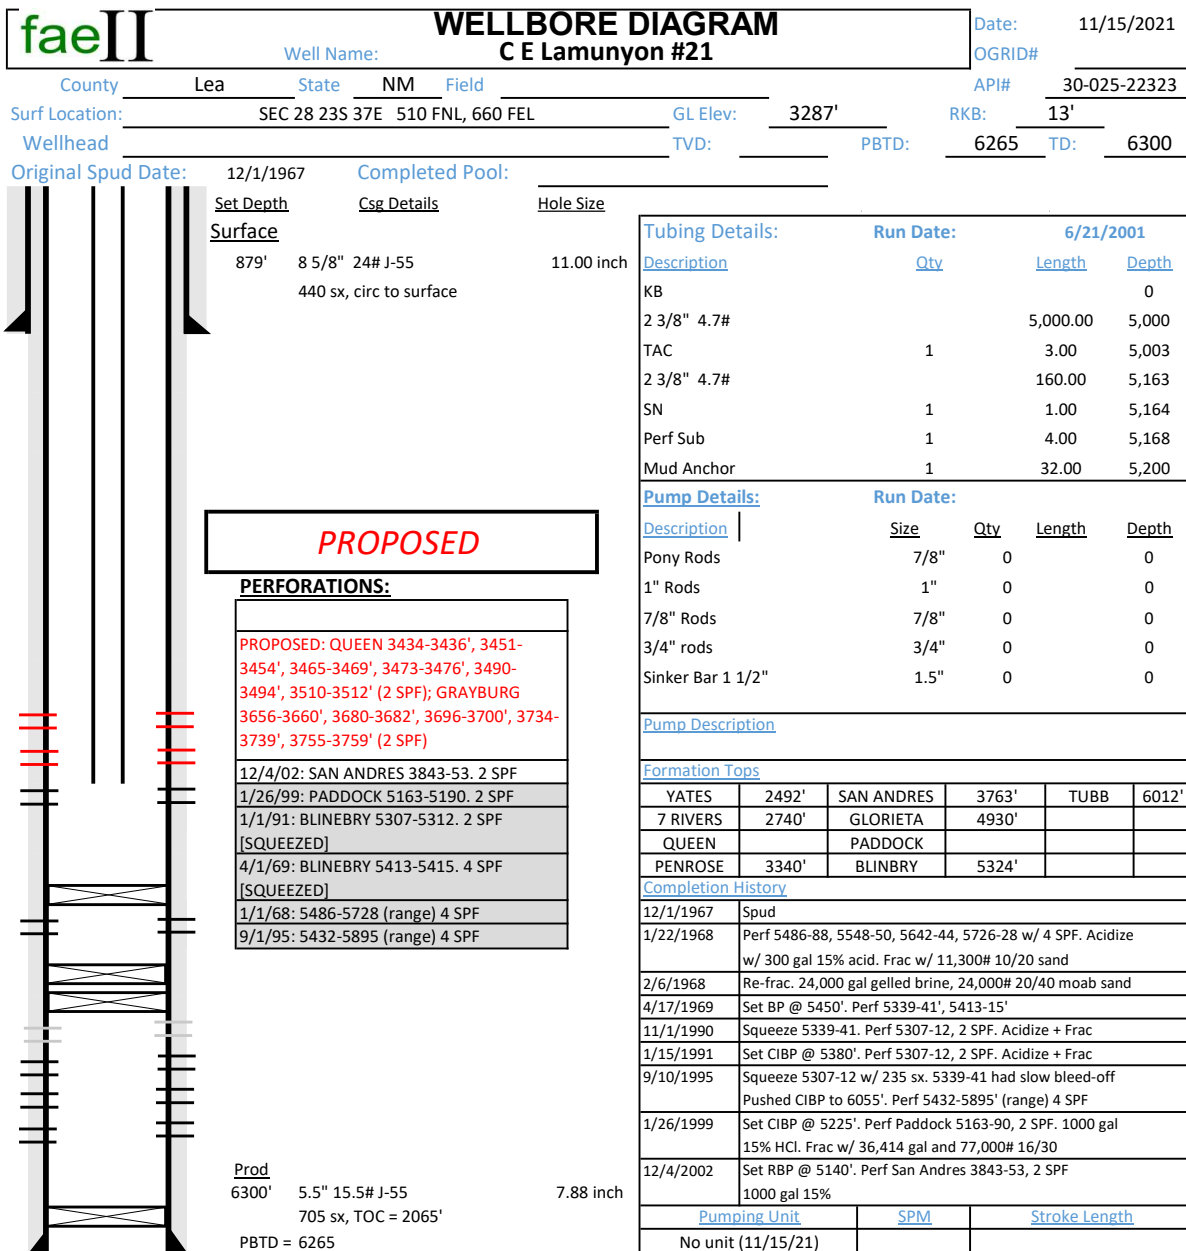 faeII
WELLBORE DIAGRAM
Date: 11/15/2021
Well Name: C E Lamunyon #21
OGRID#
County Lea State NM Field
API# 30-025-22323
Surf Location: SEC 28 23S 37E 510 FNL, 660 FEL GL Elev: 3287' RKB: 13'
Wellhead TVD: PBTD: 6265 TD: 6300
Original Spud Date: 12/1/1967 Completed Pool:
Set Depth Csg Details Hole Size
Surface
879' 8 5/8" 24# J-55 11.00 inch
440 sx, circ to surface
Tubing Details: Run Date: 6/21/2001
Description Qty Length Depth
KB 0
2 3/8" 4.7# 5,000.00 5,000
TAC 1 3.00 5,003
2 3/8" 4.7# 160.00 5,163
SN 1 1.00 5,164
Perf Sub 1 4.00 5,168
Mud Anchor 1 32.00 5,200
Pump Details: Run Date:
Description Size Qty Length Depth
Pony Rods 7/8" 0 0
1" Rods 1" 0 0
7/8" Rods 7/8" 0 0
3/4" rods 3/4" 0 0
Sinker Bar 1 1/2" 1.5" 0 0
Pump Description
PROPOSED
PERFORATIONS:
PROPOSED: QUEEN 3434-3436', 3451-
3454', 3465-3469', 3473-3476', 3490-
3494', 3510-3512' (2 SPF); GRAYBURG
3656-3660', 3680-3682', 3696-3700', 3734-
3739', 3755-3759' (2 SPF)
12/4/02: SAN ANDRES 3843-53. 2 SPF
1/26/99: PADDOCK 5163-5190. 2 SPF
1/1/91: BLINEBRY 5307-5312. 2 SPF
[SQUEEZED]
4/1/69: BLINEBRY 5413-5415. 4 SPF
[SQUEEZED]
1/1/68: 5486-5728 (range) 4 SPF
9/1/95: 5432-5895 (range) 4 SPF
Formation Tops
YATES 2492' SAN ANDRES 3763' TUBB 6012'
7 RIVERS 2740' GLORIETA 4930'
QUEEN PADDOCK
PENROSE 3340' BLINBRY 5324'
Completion History
12/1/1967 Spud
1/22/1968 Perf 5486-88, 5548-50, 5642-44, 5726-28 w/ 4 SPF. Acidize
w/ 300 gal 15% acid. Frac w/ 11,300# 10/20 sand
2/6/1968 Re-frac. 24,000 gal gelled brine, 24,000# 20/40 moab sand
4/17/1969 Set BP @ 5450'. Perf 5339-41', 5413-15'
11/1/1990 Squeeze 5339-41. Perf 5307-12, 2 SPF. Acidize + Frac
1/15/1991 Set CIBP @ 5380'. Perf 5307-12, 2 SPF. Acidize + Frac
9/10/1995 Squeeze 5307-12 w/ 235 sx. 5339-41 had slow bleed-off
Pushed CIBP to 6055'. Perf 5432-5895' (range) 4 SPF
1/26/1999 Set CIBP @ 5225'. Perf Paddock 5163-90, 2 SPF. 1000 gal
15% HCl. Frac w/ 36,414 gal and 77,000# 16/30
12/4/2002 Set RBP @ 5140'. Perf San Andres 3843-53, 2 SPF
1000 gal 15%
Pumping Unit SPM Stroke Length
No unit (11/15/21)
Prod
6300' 5.5" 15.5# J-55 7.88 inch
705 sx, TOC = 2065'
PBTD = 6265